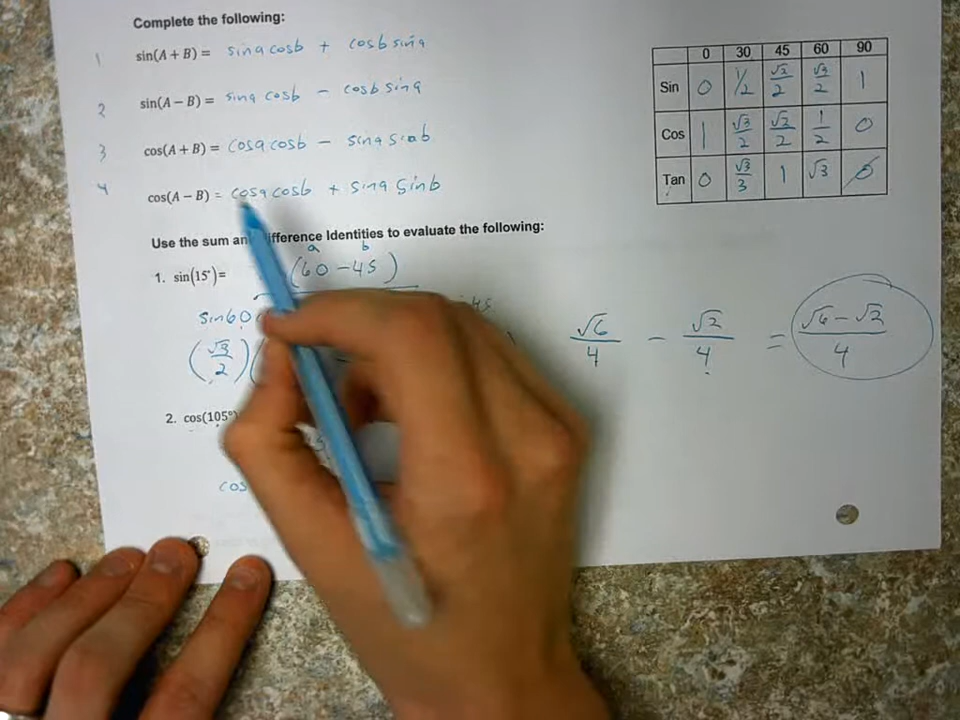 Complete the following:
1 sin(A + B) = sina cosb + cosb sina
2 sin(A − B) = sina cosb − cosb sina
3 cos(A + B) = cosa cosb − sina sinb
4 cos(A − B) = cosa cosb + sina sinb
0 30 45 60 90
Sin 0 1/2 √2/2 √3/2 1
Cos 1 √3/2 √2/2 1/2 0
Tan 0 √3/3 1 √3 ø
Use the sum an ifference Identities to evaluate the following:
a b
1. sin(15°)= (60 − 45)
sin60 45
(√3/2) √6/4 − √2/4 = √6 − √2/4
2. cos(105°)
cos